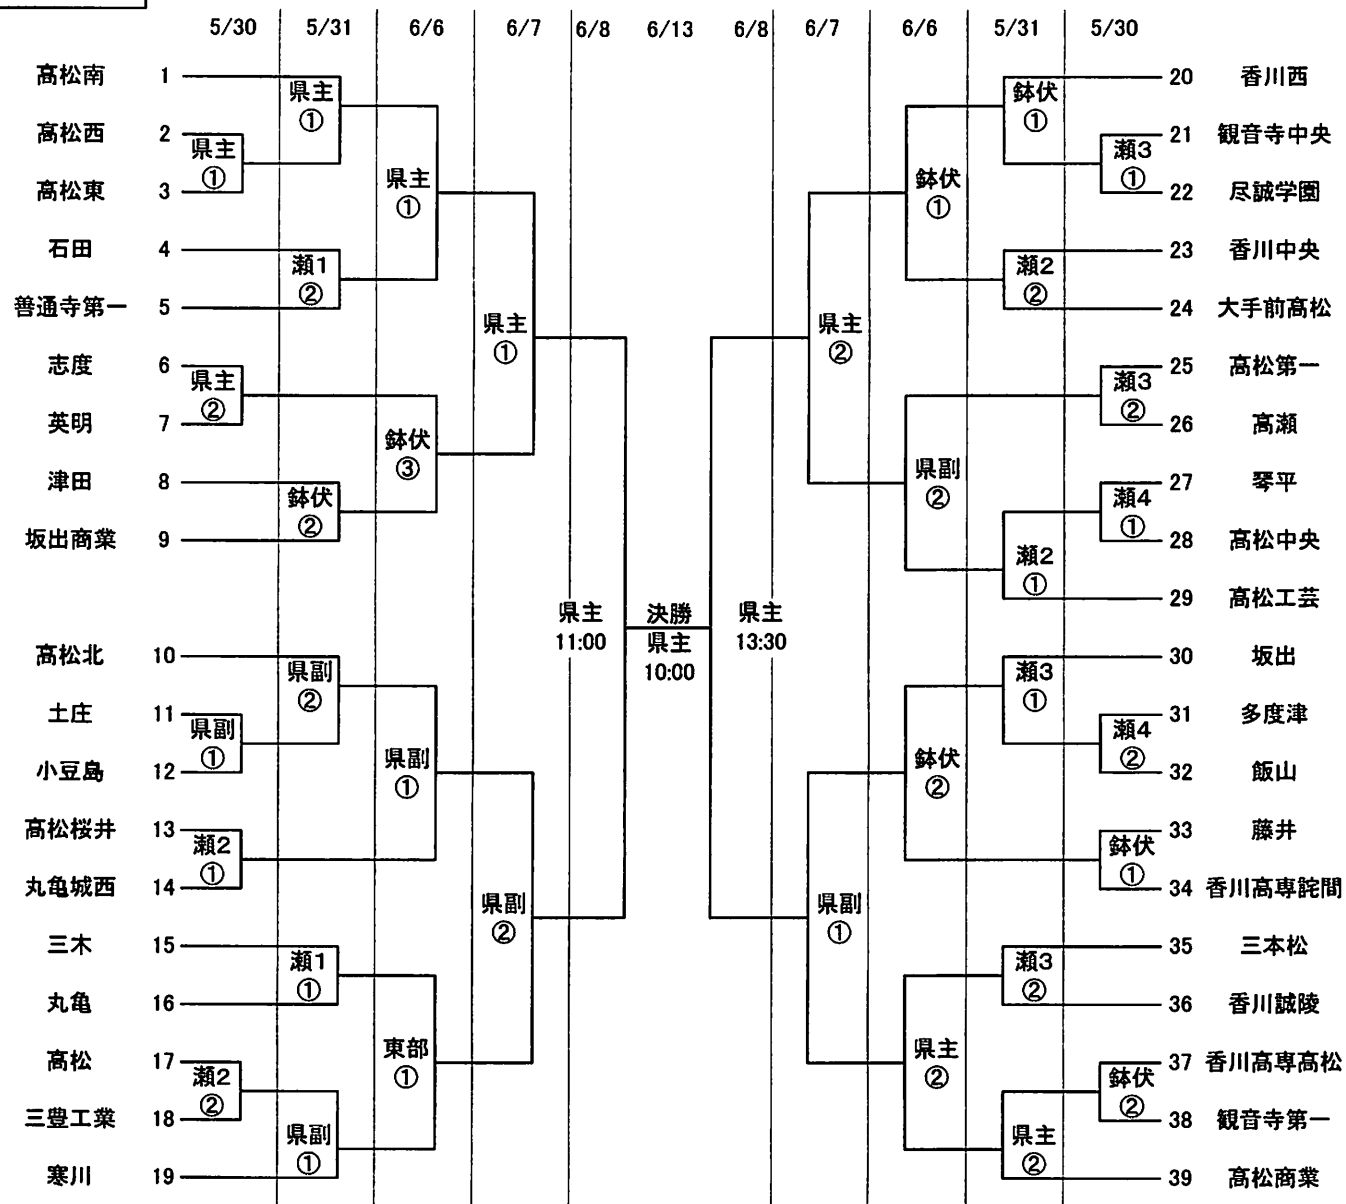 5/30 5/31 6/6 6/7 6/8 6/13 6/8 6/7 6/6 5/31 5/30
高松南 1
高松西 2
高松東 3
石田 4
善通寺第一 5
志度 6
英明 7
津田 8
坂出商業 9
高松北 10
土庄 11
小豆島 12
高松桜井 13
丸亀城西 14
三木 15
丸亀 16
高松 17
三豊工業 18
寒川 19
県主
①
県主
②
県副
①
瀬2
①
瀬2
②
県主
①
瀬1
②
鉢伏
②
県副
②
瀬1
①
県副
①
県主
①
鉢伏
③
県副
①
東部
①
県主
①
県副
②
県主
11:00
決勝
県主
10:00
県主
13:30
県主
②
県副
①
鉢伏
①
県副
②
鉢伏
②
県主
②
鉢伏
①
瀬2
②
瀬2
①
瀬3
①
瀬3
②
県主
②
瀬3
①
瀬3
②
瀬4
①
瀬4
②
鉢伏
①
鉢伏
②
20 香川西
21 観音寺中央
22 尽誠学園
23 香川中央
24 大手前高松
25 高松第一
26 高瀬
27 琴平
28 高松中央
29 高松工芸
30 坂出
31 多度津
32 飯山
33 藤井
34 香川高専詫間
35 三本松
36 香川誠陵
37 香川高専高松
38 観音寺第一
39 高松商業